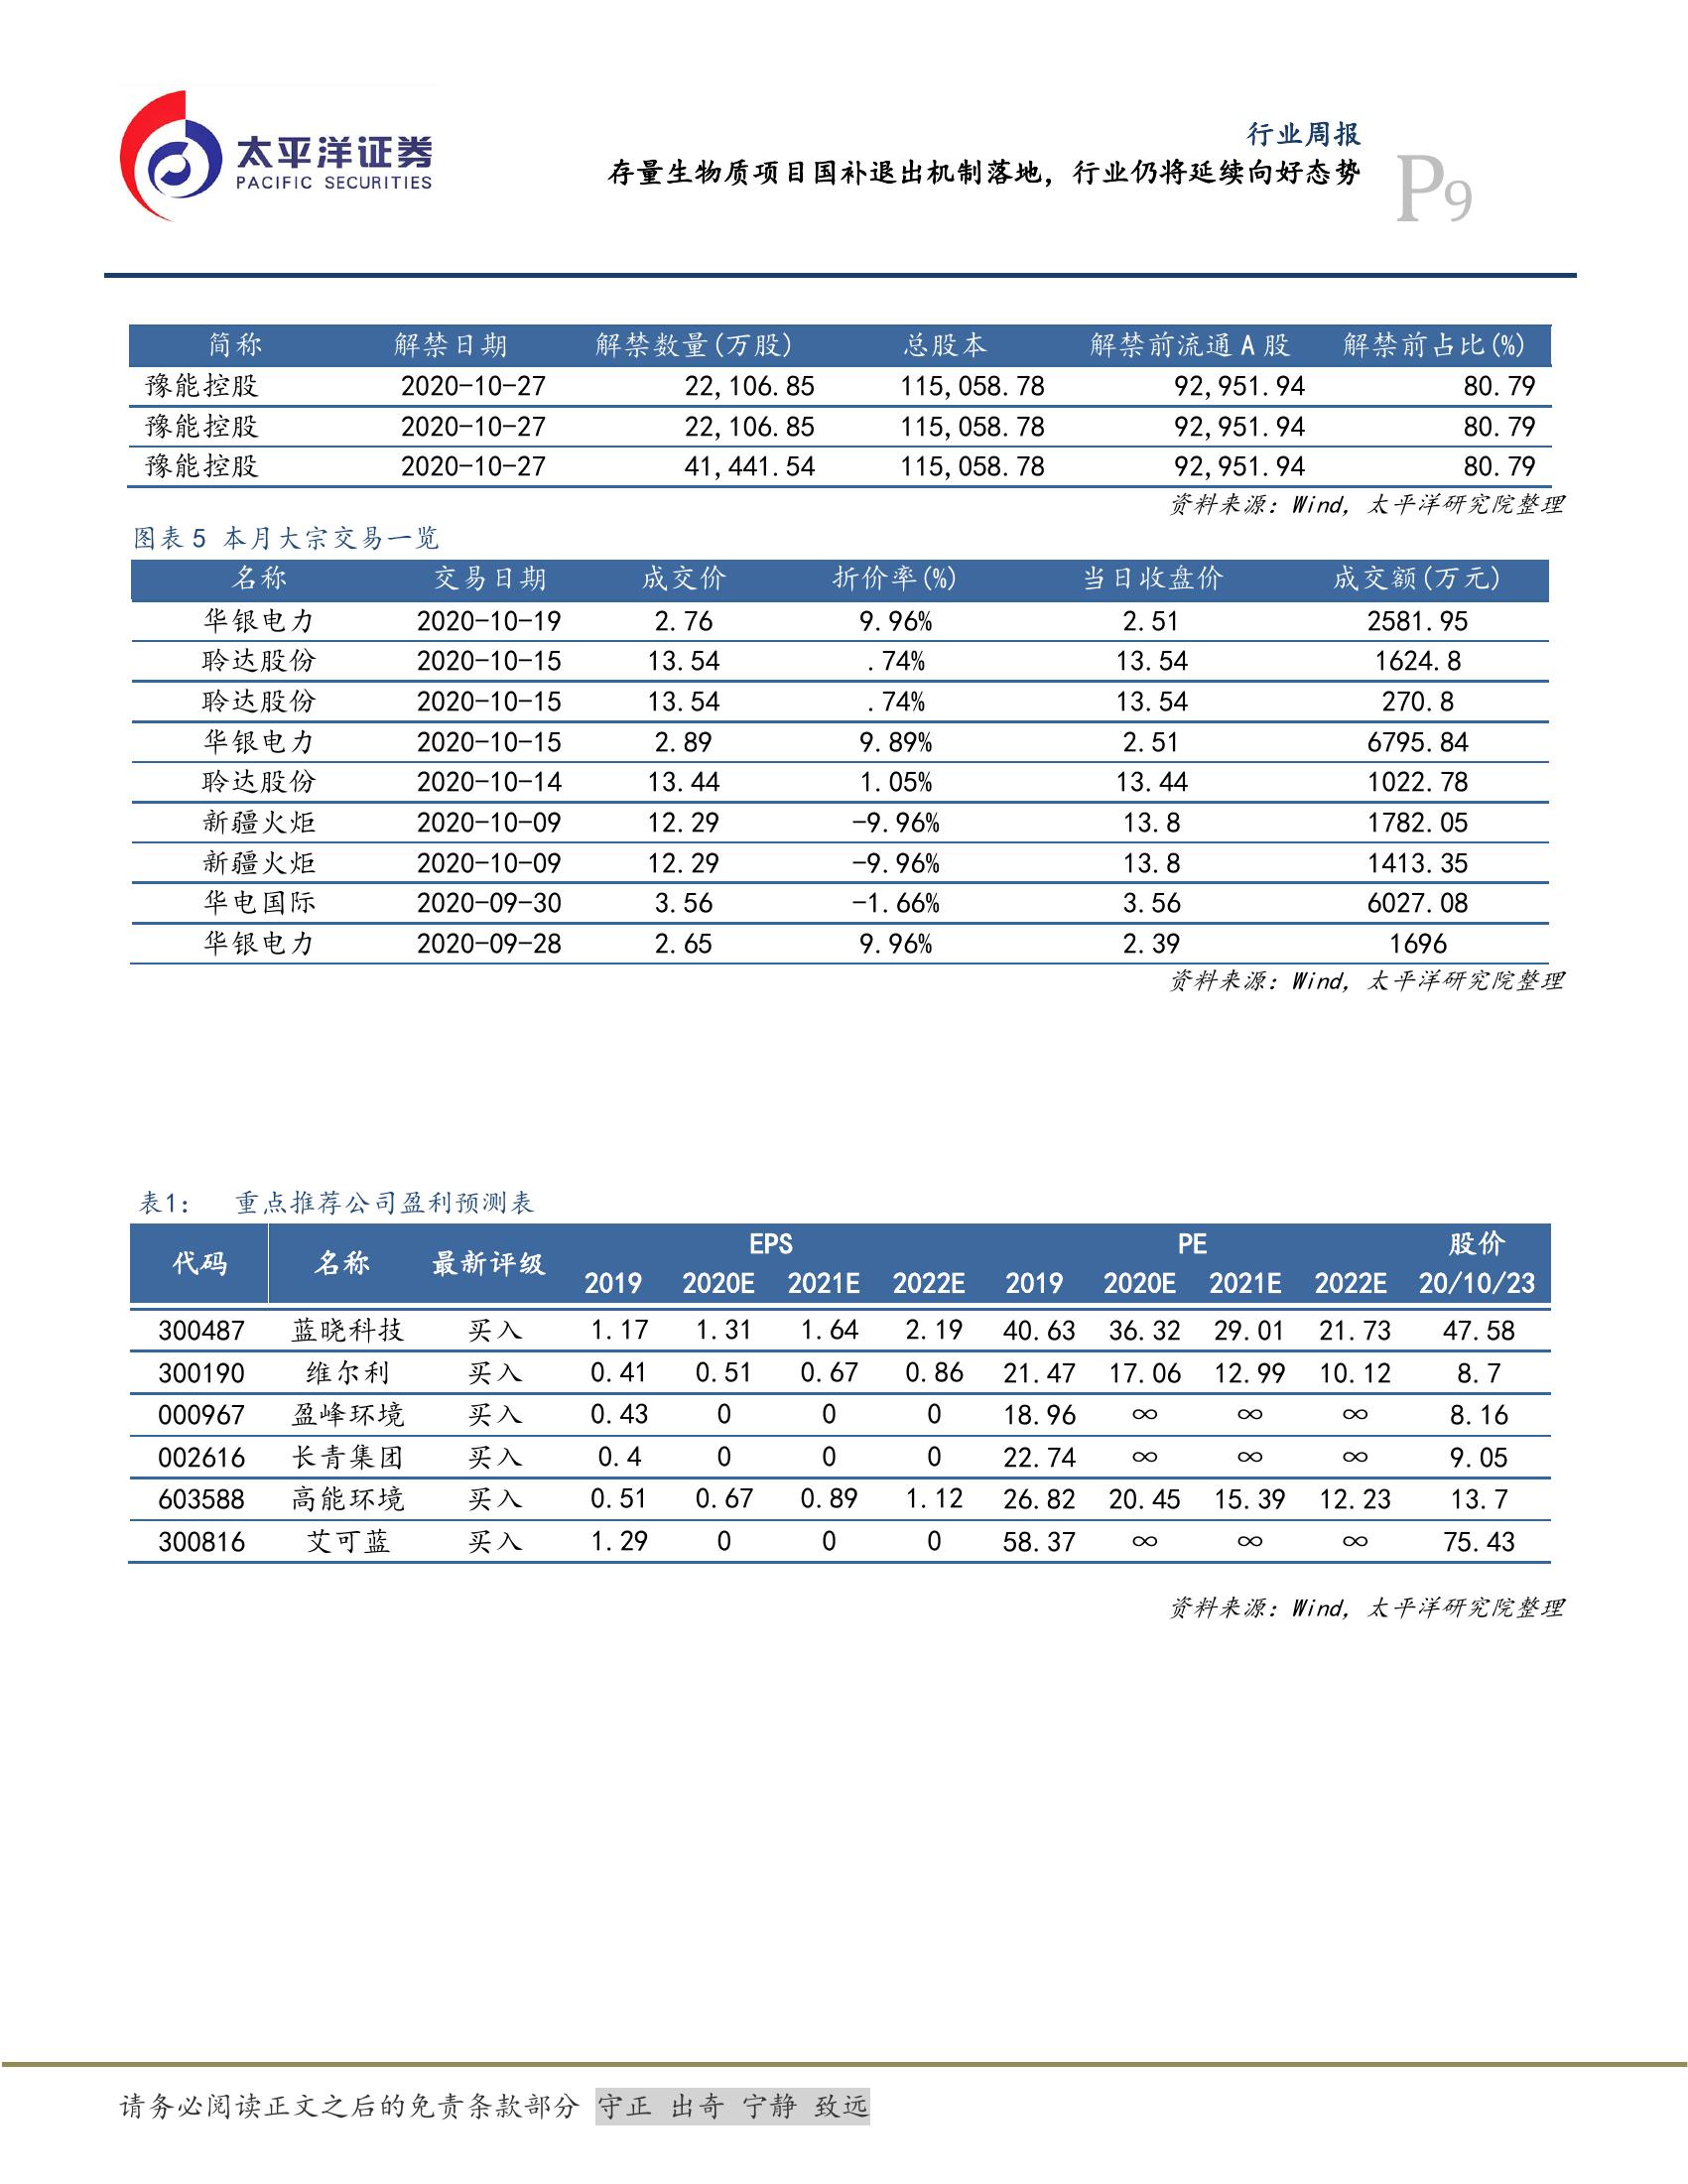 太平洋证券
PACIFIC SECURITIES
行业周报
存量生物质项目国补退出机制落地，行业仍将延续向好态势
P9
简称 解禁日期 解禁数量(万股) 总股本 解禁前流通 A 股 解禁前占比(%)
豫能控股 2020-10-27 22,106.85 115,058.78 92,951.94 80.79
豫能控股 2020-10-27 22,106.85 115,058.78 92,951.94 80.79
豫能控股 2020-10-27 41,441.54 115,058.78 92,951.94 80.79
资料来源：Wind，太平洋研究院整理
图表 5 本月大宗交易一览
名称 交易日期 成交价 折价率(%) 当日收盘价 成交额(万元)
华银电力 2020-10-19 2.76 9.96% 2.51 2581.95
聆达股份 2020-10-15 13.54 .74% 13.54 1624.8
聆达股份 2020-10-15 13.54 .74% 13.54 270.8
华银电力 2020-10-15 2.89 9.89% 2.51 6795.84
聆达股份 2020-10-14 13.44 1.05% 13.44 1022.78
新疆火炬 2020-10-09 12.29 -9.96% 13.8 1782.05
新疆火炬 2020-10-09 12.29 -9.96% 13.8 1413.35
华电国际 2020-09-30 3.56 -1.66% 3.56 6027.08
华银电力 2020-09-28 2.65 9.96% 2.39 1696
资料来源：Wind，太平洋研究院整理
表1： 重点推荐公司盈利预测表
代码 名称 最新评级 EPS PE 股价
2019 2020E 2021E 2022E 2019 2020E 2021E 2022E 20/10/23
300487 蓝晓科技 买入 1.17 1.31 1.64 2.19 40.63 36.32 29.01 21.73 47.58
300190 维尔利 买入 0.41 0.51 0.67 0.86 21.47 17.06 12.99 10.12 8.7
000967 盈峰环境 买入 0.43 0 0 0 18.96 ∞ ∞ ∞ 8.16
002616 长青集团 买入 0.4 0 0 0 22.74 ∞ ∞ ∞ 9.05
603588 高能环境 买入 0.51 0.67 0.89 1.12 26.82 20.45 15.39 12.23 13.7
300816 艾可蓝 买入 1.29 0 0 0 58.37 ∞ ∞ ∞ 75.43
资料来源：Wind，太平洋研究院整理
请务必阅读正文之后的免责条款部分 守正 出奇 宁静 致远